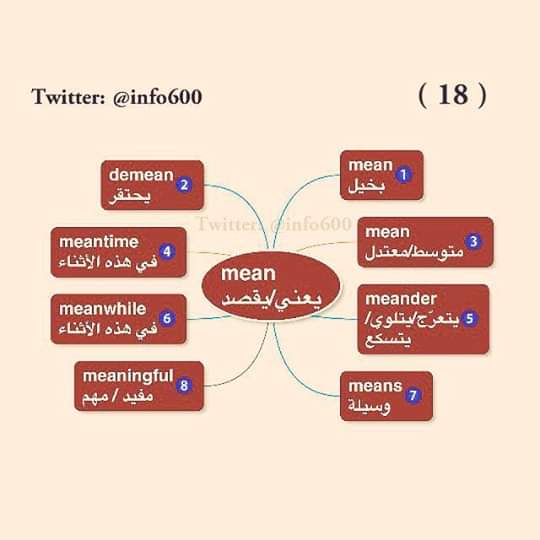 Twitter: @info600
( 18 )
mean
بخيل
1
demean
يحتقر
2
Twitter: @info600
mean
متوسط/معتدل
3
meantime
في هذه الأثناء
4
mean
يعني/يقصد
meander
يتعرّج/يتلوي/
يتسكع
5
meanwhile
في هذه الأثناء
6
means
وسيلة
7
meaningful
مفيد / مهم
8